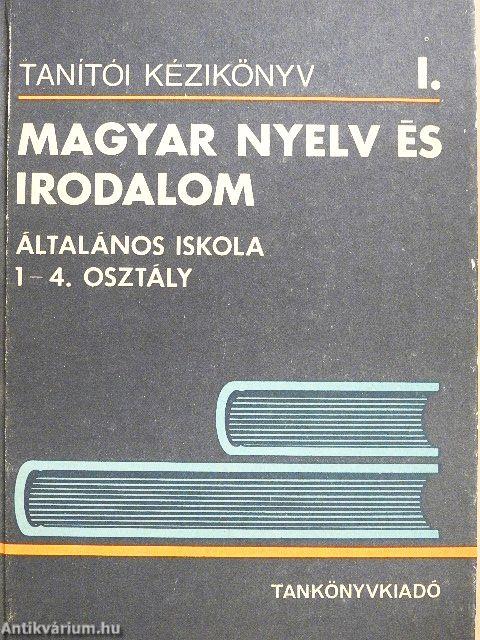 TANÍTÓI KÉZIKÖNYV I.
MAGYAR NYELV ÉS
IRODALOM
ÁLTALÁNOS ISKOLA
1–4. OSZTÁLY
TANKÖNYVKIADÓ
Antikvárium.hu